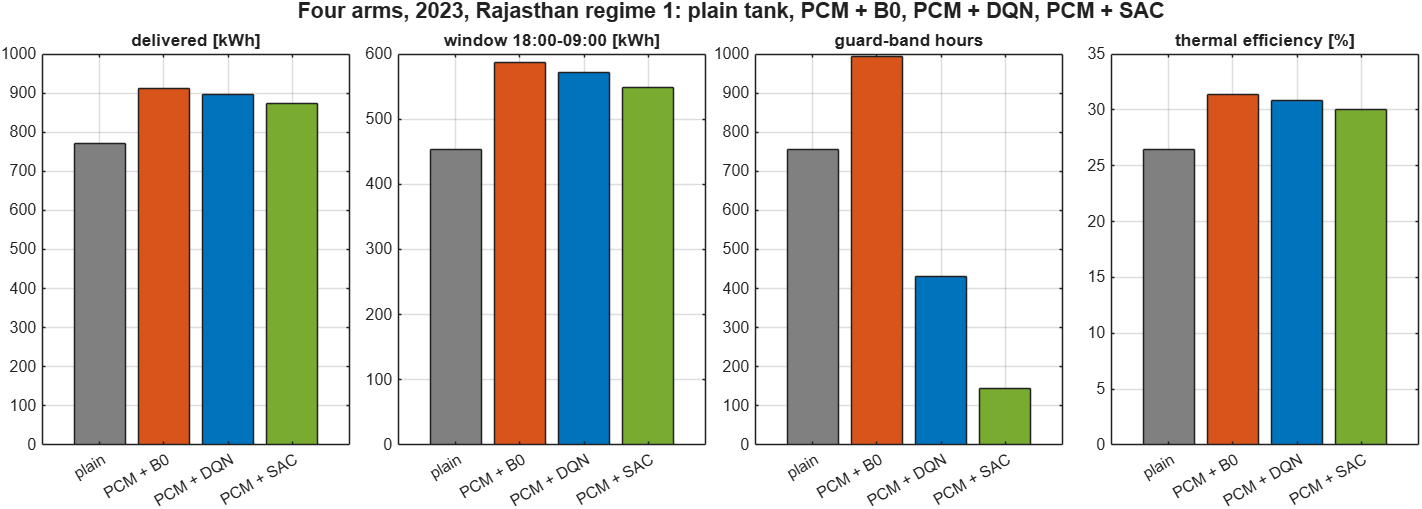 Four arms, 2023, Rajasthan regime 1: plain tank, PCM + B0, PCM + DQN, PCM + SAC
delivered [kWh]
1000
900
800
700
600
500
400
300
200
100
0
plain
PCM + B0
PCM + DQN
PCM + SAC
window 18:00-09:00 [kWh]
600
500
400
300
200
100
0
plain
PCM + B0
PCM + DQN
PCM + SAC
guard-band hours
1000
900
800
700
600
500
400
300
200
100
0
plain
PCM + B0
PCM + DQN
PCM + SAC
thermal efficiency [%]
35
30
25
20
15
10
5
0
plain
PCM + B0
PCM + DQN
PCM + SAC